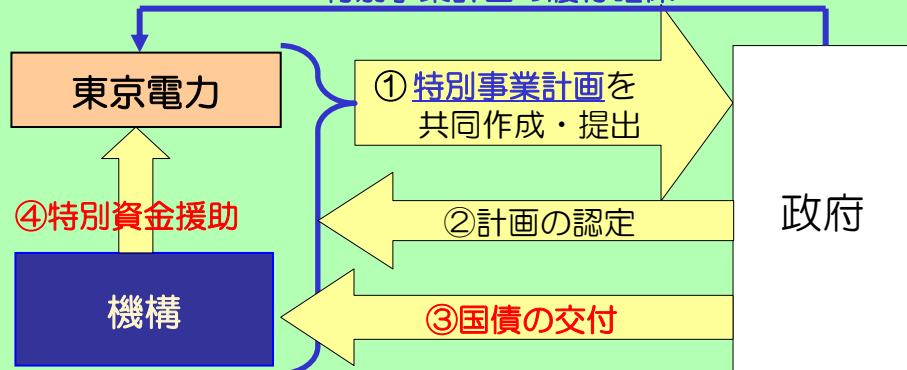 東京電力
①特別事業計画を
共同作成・提出
②計画の認定
政府
④特別資金援助
機構
③国債の交付